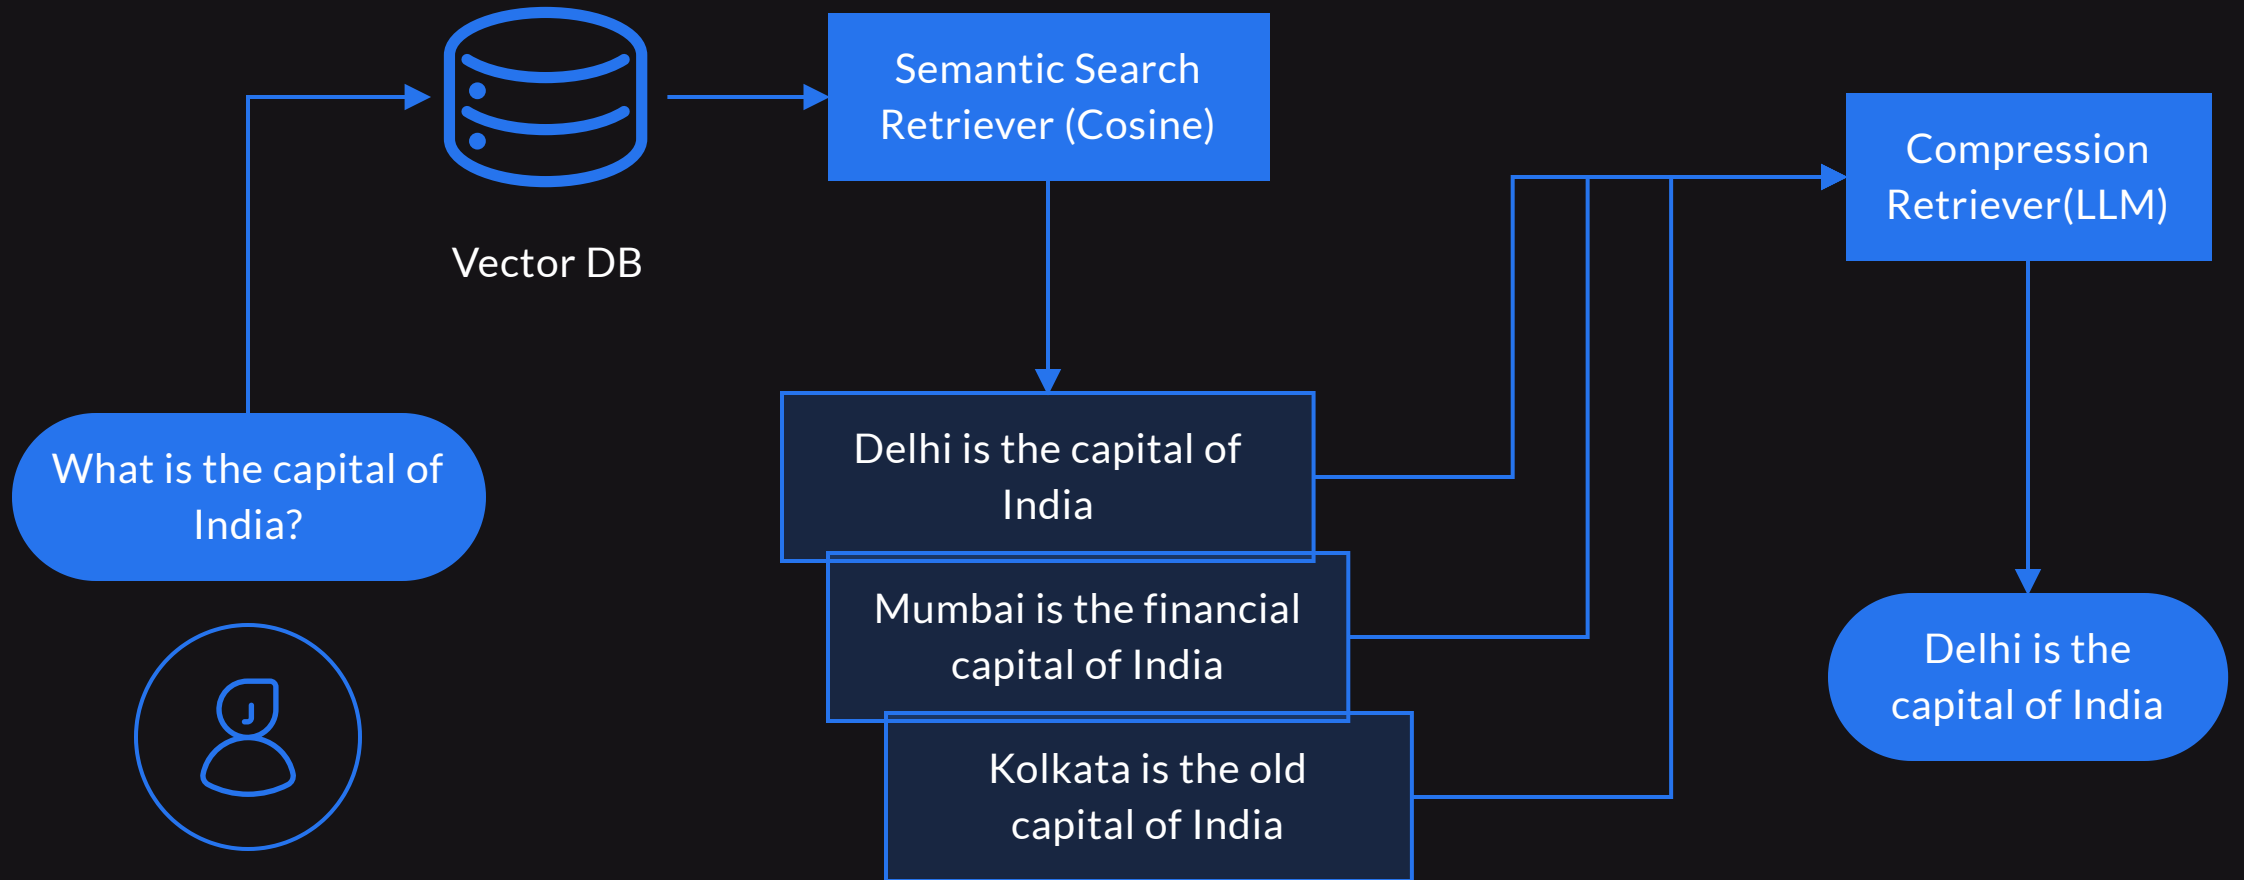 What is the capital of
India?
Vector DB
Semantic Search
Retriever (Cosine)
Delhi is the capital of
India
Mumbai is the financial
capital of India
Kolkata is the old
capital of India
Compression
Retriever(LLM)
Delhi is the
capital of India